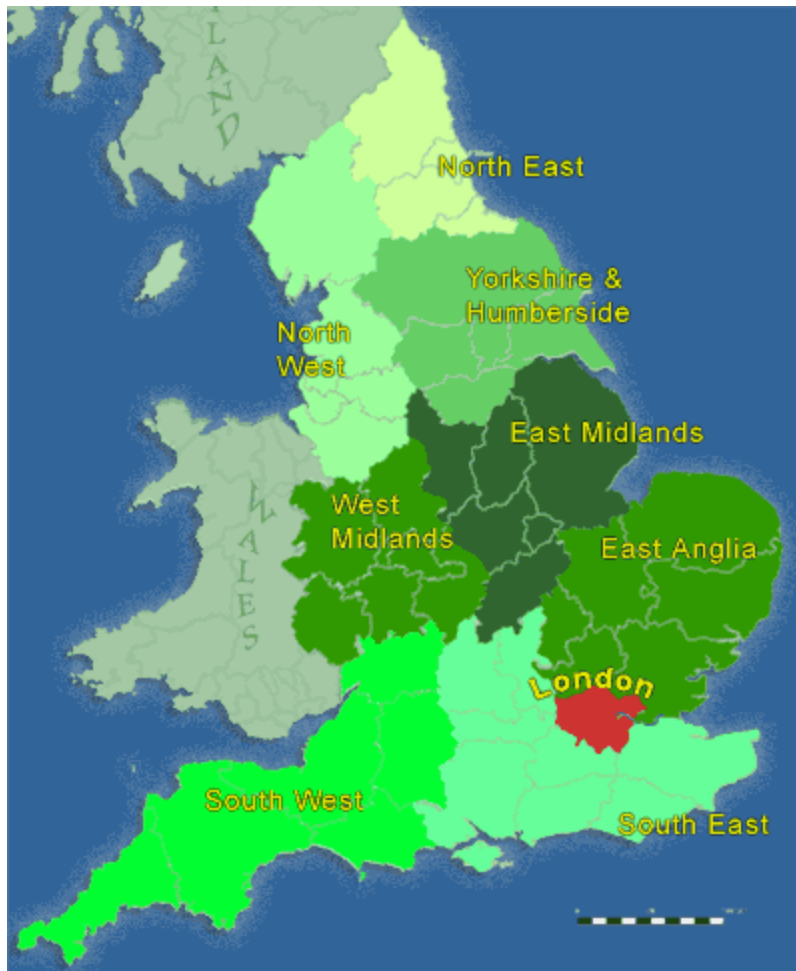 LAND
North East
Yorkshire &
Humberside
North
West
East Midlands
West
Midlands
East Anglia
WALES
London
South West
South East